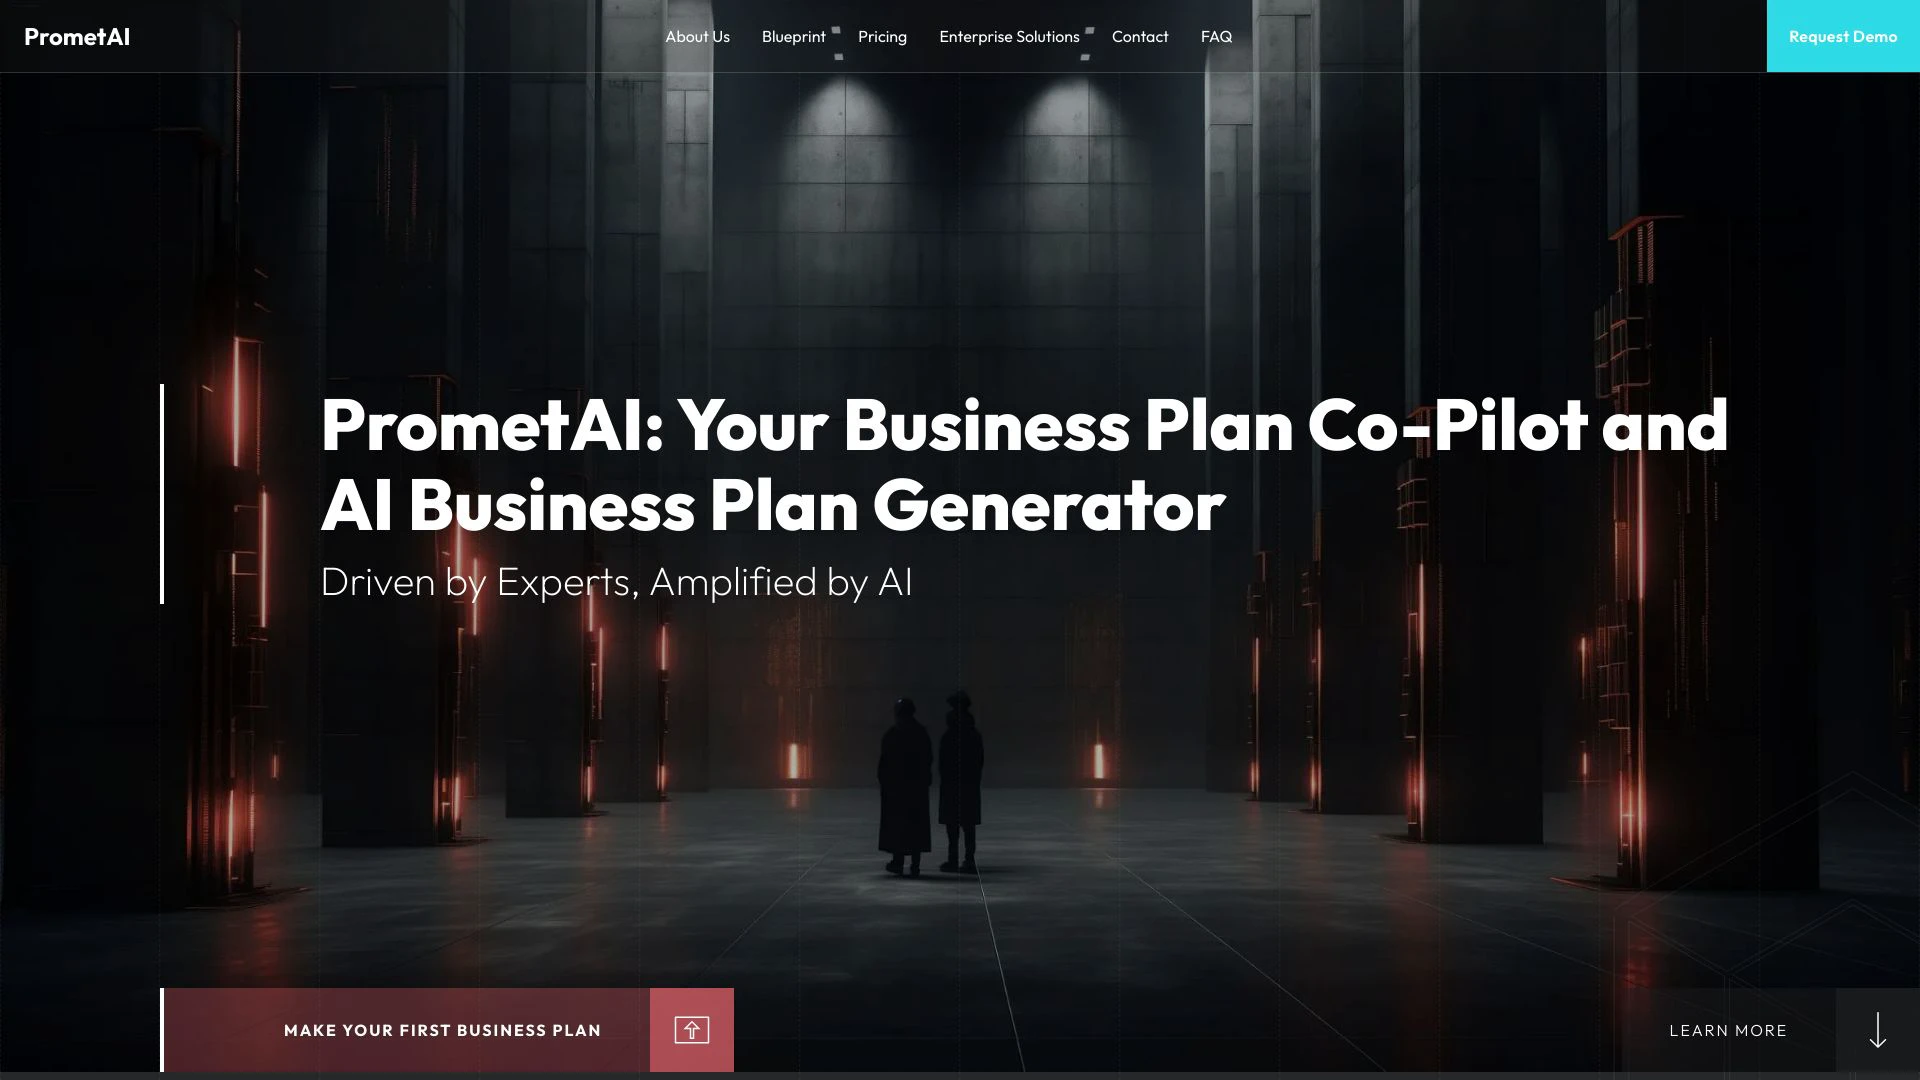 PrometAI
About Us
Blueprint
Pricing
Enterprise Solutions
Contact
FAQ
Request Demo
PrometAI: Your Business Plan Co-Pilot and
AI Business Plan Generator
Driven by Experts, Amplified by AI
MAKE YOUR FIRST BUSINESS PLAN
LEARN MORE